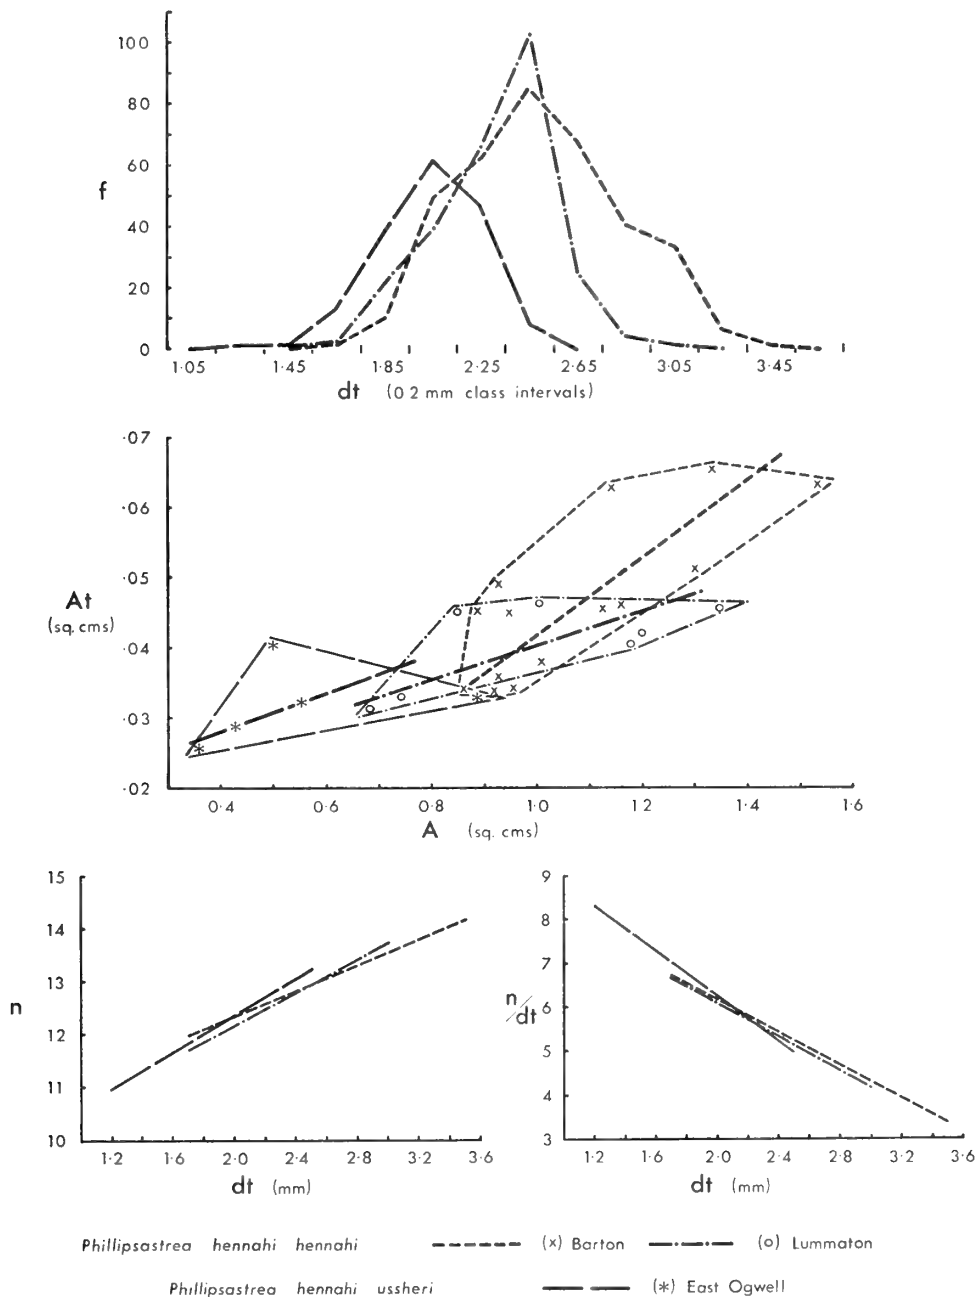 100
80
60
f
40
20
0
1·05 1·45 1·85 2·25 2·65 3·05 3·45
dt (0 2 mm class intervals)
·07
·06
·05
At
(sq. cms)
·04
·03
·02
0·4 0·6 0·8 1·0 1·2 1·4 1·6
A (sq. cms)
15
14
13
n
12
11
10
1·2 1·6 2·0 2·4 2·8 3·2 3·6
dt (mm)
9
8
7
n/dt
6
5
4
3
1·2 1·6 2·0 2·4 2·8 3·2 3·6
dt (mm)
Phillipsastrea hennahi hennahi (x) Barton (o) Lummaton
Phillipsastrea hennahi ussheri (*) East Ogwell